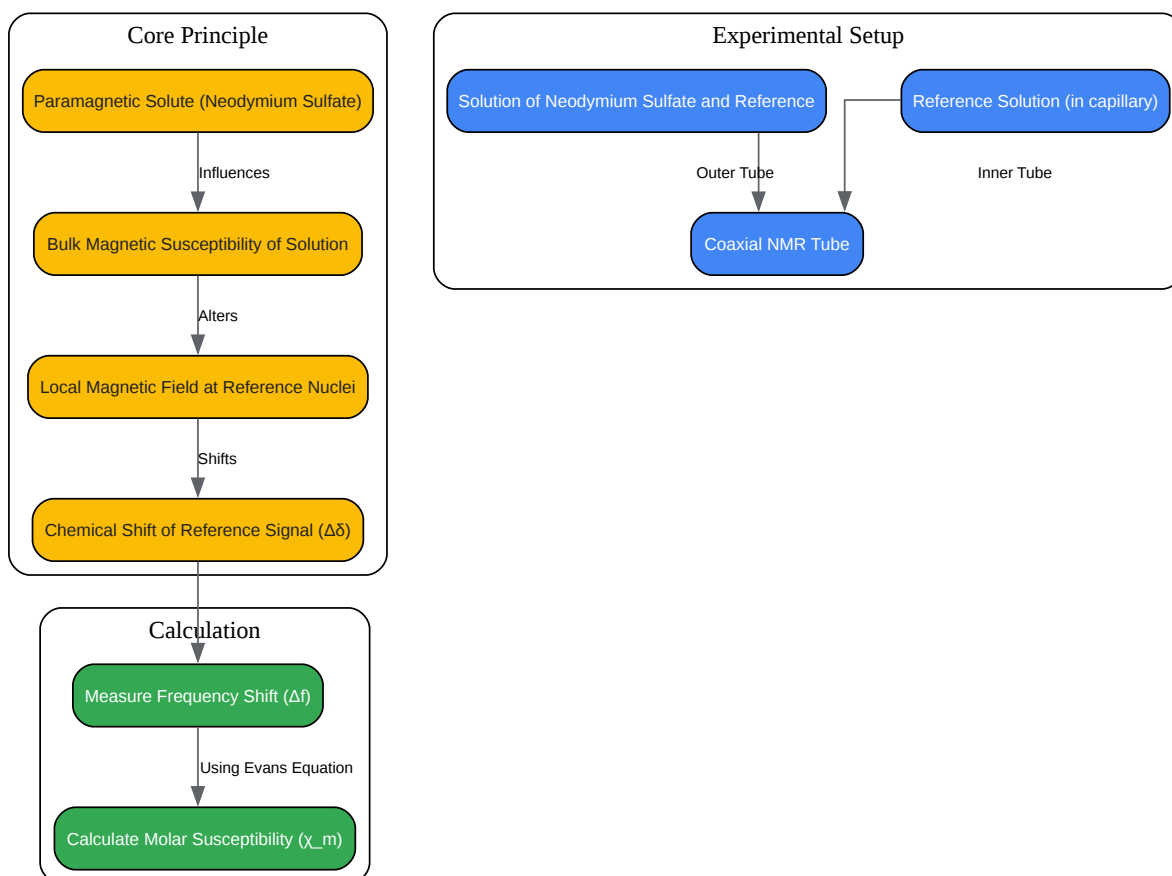 Core Principle
Paramagnetic Solute (Neodymium Sulfate)
Influences
Bulk Magnetic Susceptibility of Solution
Alters
Local Magnetic Field at Reference Nuclei
Shifts
Chemical Shift of Reference Signal (Δδ)
Calculation
Measure Frequency Shift (Δf)
Using Evans Equation
Calculate Molar Susceptibility (χ_m)
Experimental Setup
Solution of Neodymium Sulfate and Reference
Reference Solution (in capillary)
Outer Tube
Inner Tube
Coaxial NMR Tube